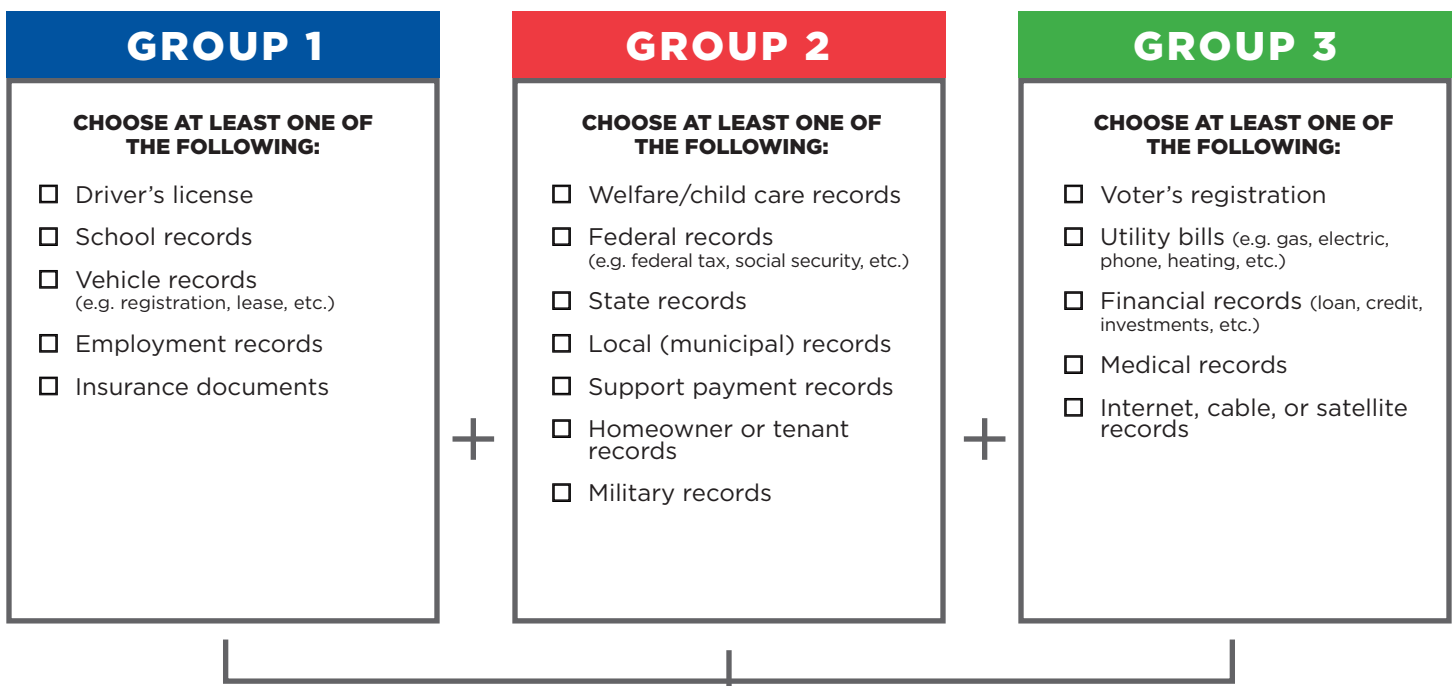 GROUP 1
CHOOSE AT LEAST ONE OF
THE FOLLOWING:
Driver’s license
School records
Vehicle records
(e.g. registration, lease, etc.)
Employment records
Insurance documents
+
GROUP 2
CHOOSE AT LEAST ONE OF
THE FOLLOWING:
Welfare/child care records
Federal records
(e.g. federal tax, social security, etc.)
State records
Local (municipal) records
Support payment records
Homeowner or tenant
records
Military records
+
GROUP 3
CHOOSE AT LEAST ONE OF
THE FOLLOWING:
Voter’s registration
Utility bills (e.g. gas, electric,
phone, heating, etc.)
Financial records (loan, credit,
investments, etc.)
Medical records
Internet, cable, or satellite
records